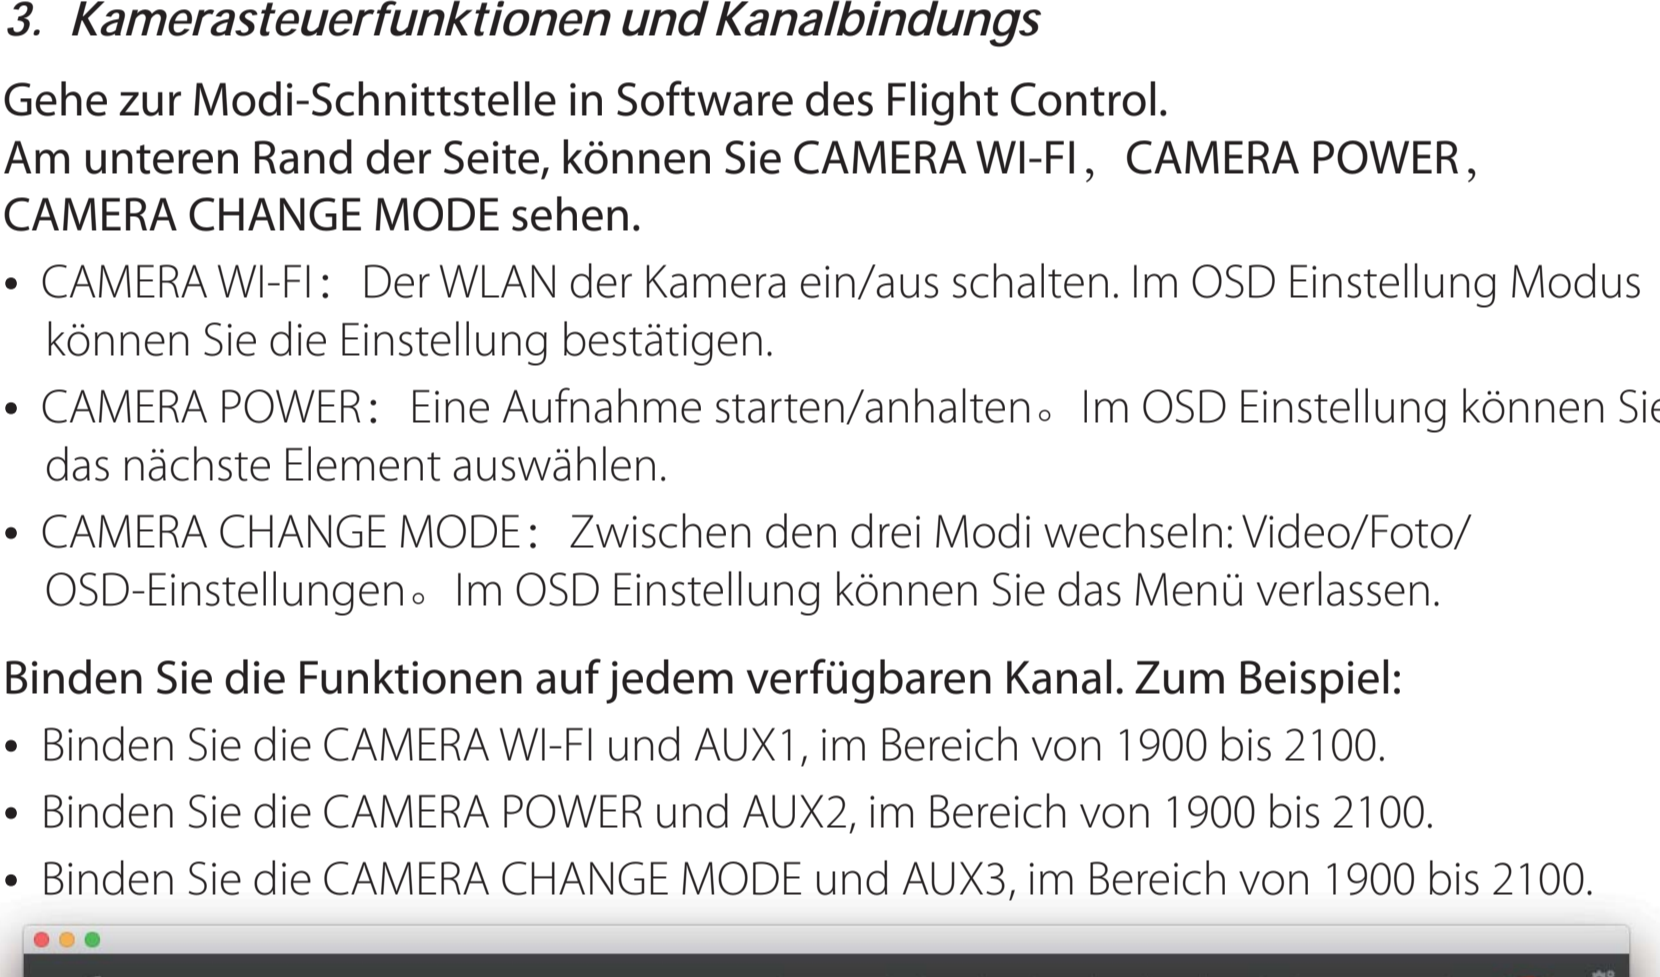 3. Kamerasteuerfunktionen und Kanalbindungs
Gehe zur Modi-Schnittstelle in Software des Flight Control.
Am unteren Rand der Seite, können Sie CAMERA WI-FI，CAMERA POWER，
CAMERA CHANGE MODE sehen.
• CAMERA WI-FI： Der WLAN der Kamera ein/aus schalten. Im OSD Einstellung Modus
können Sie die Einstellung bestätigen.
• CAMERA POWER： Eine Aufnahme starten/anhalten。 Im OSD Einstellung können Sie
das nächste Element auswählen.
• CAMERA CHANGE MODE： Zwischen den drei Modi wechseln: Video/Foto/
OSD-Einstellungen。 Im OSD Einstellung können Sie das Menü verlassen.
Binden Sie die Funktionen auf jedem verfügbaren Kanal. Zum Beispiel:
• Binden Sie die CAMERA WI-FI und AUX1, im Bereich von 1900 bis 2100.
• Binden Sie die CAMERA POWER und AUX2, im Bereich von 1900 bis 2100.
• Binden Sie die CAMERA CHANGE MODE und AUX3, im Bereich von 1900 bis 2100.